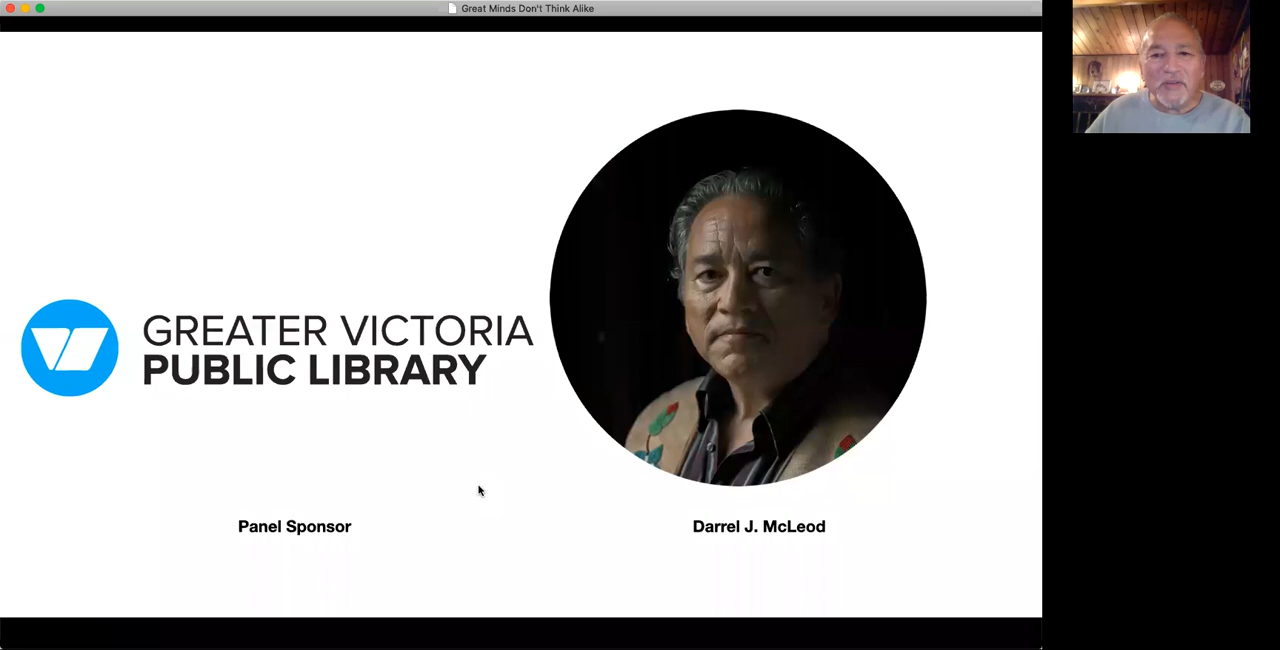 Great Minds Don't Think Alike
GREATER VICTORIA
PUBLIC LIBRARY
Panel Sponsor
Darrel J. McLeod